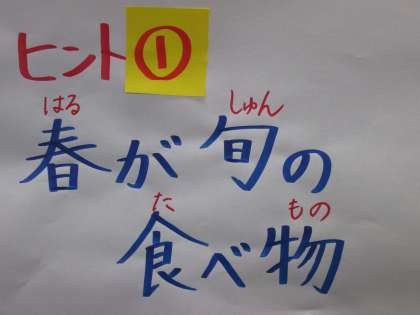 ヒント①
はる しゅん
春が旬の
た もの
食べ物